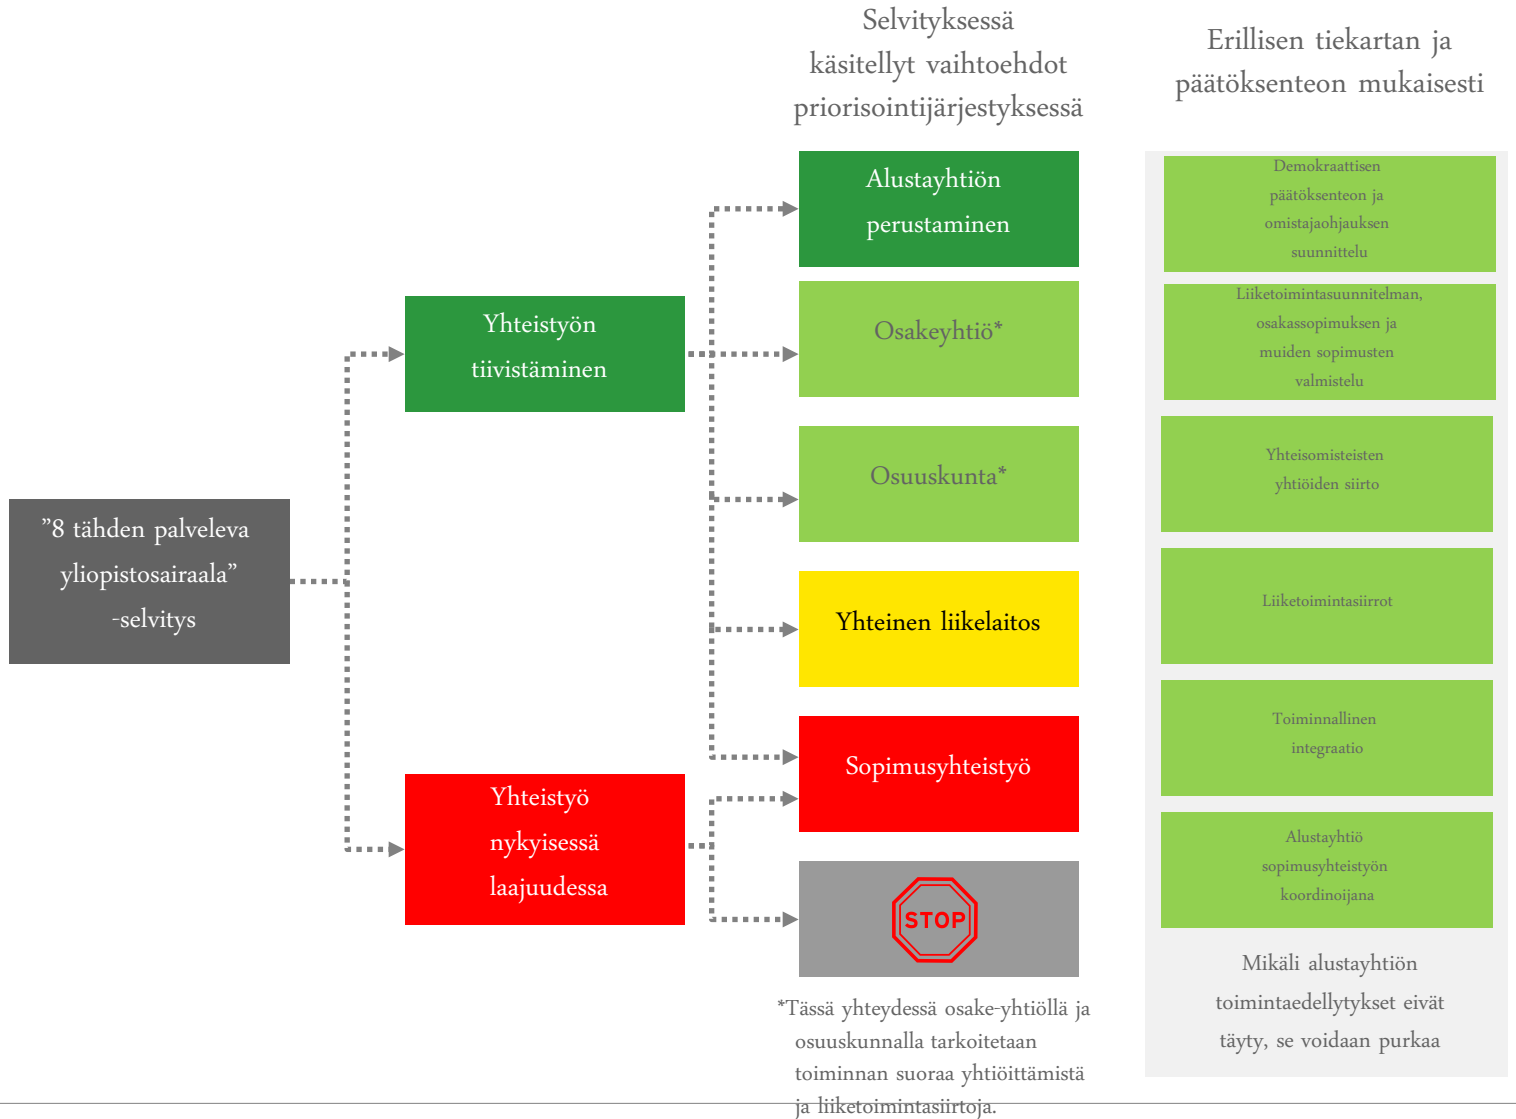 Selvityksessä
käsitellyt vaihtoehdot
priorisointijärjestyksessä
Erillisen tiekartan ja
päätöksenteon mukaisesti
”8 tähden palveleva
yliopistosairaala”
-selvitys
Yhteistyön
tiivistäminen
Yhteistyö
nykyisessä
laajuudessa
Alustayhtiön
perustaminen
Osakeyhtiö*
Osuuskunta*
Yhteinen liikelaitos
Sopimusyhteistyö
STOP
*Tässä yhteydessä osake-yhtiöllä ja
osuuskunnalla tarkoitetaan
toiminnan suoraa yhtiöittämistä
ja liiketoimintasiirtoja.
Demokraattisen
päätöksenteon ja
omistajaohjauksen
suunnittelu
Liiketoimintasuunnitelman,
osakassopimuksen ja
muiden sopimusten
valmistelu
Yhteisomisteisten
yhtiöiden siirto
Liiketoimintasiirrot
Toiminnallinen
integraatio
Alustayhtiö
sopimusyhteistyön
koordinoijana
Mikäli alustayhtiön
toimintaedellytykset eivät
täyty, se voidaan purkaa